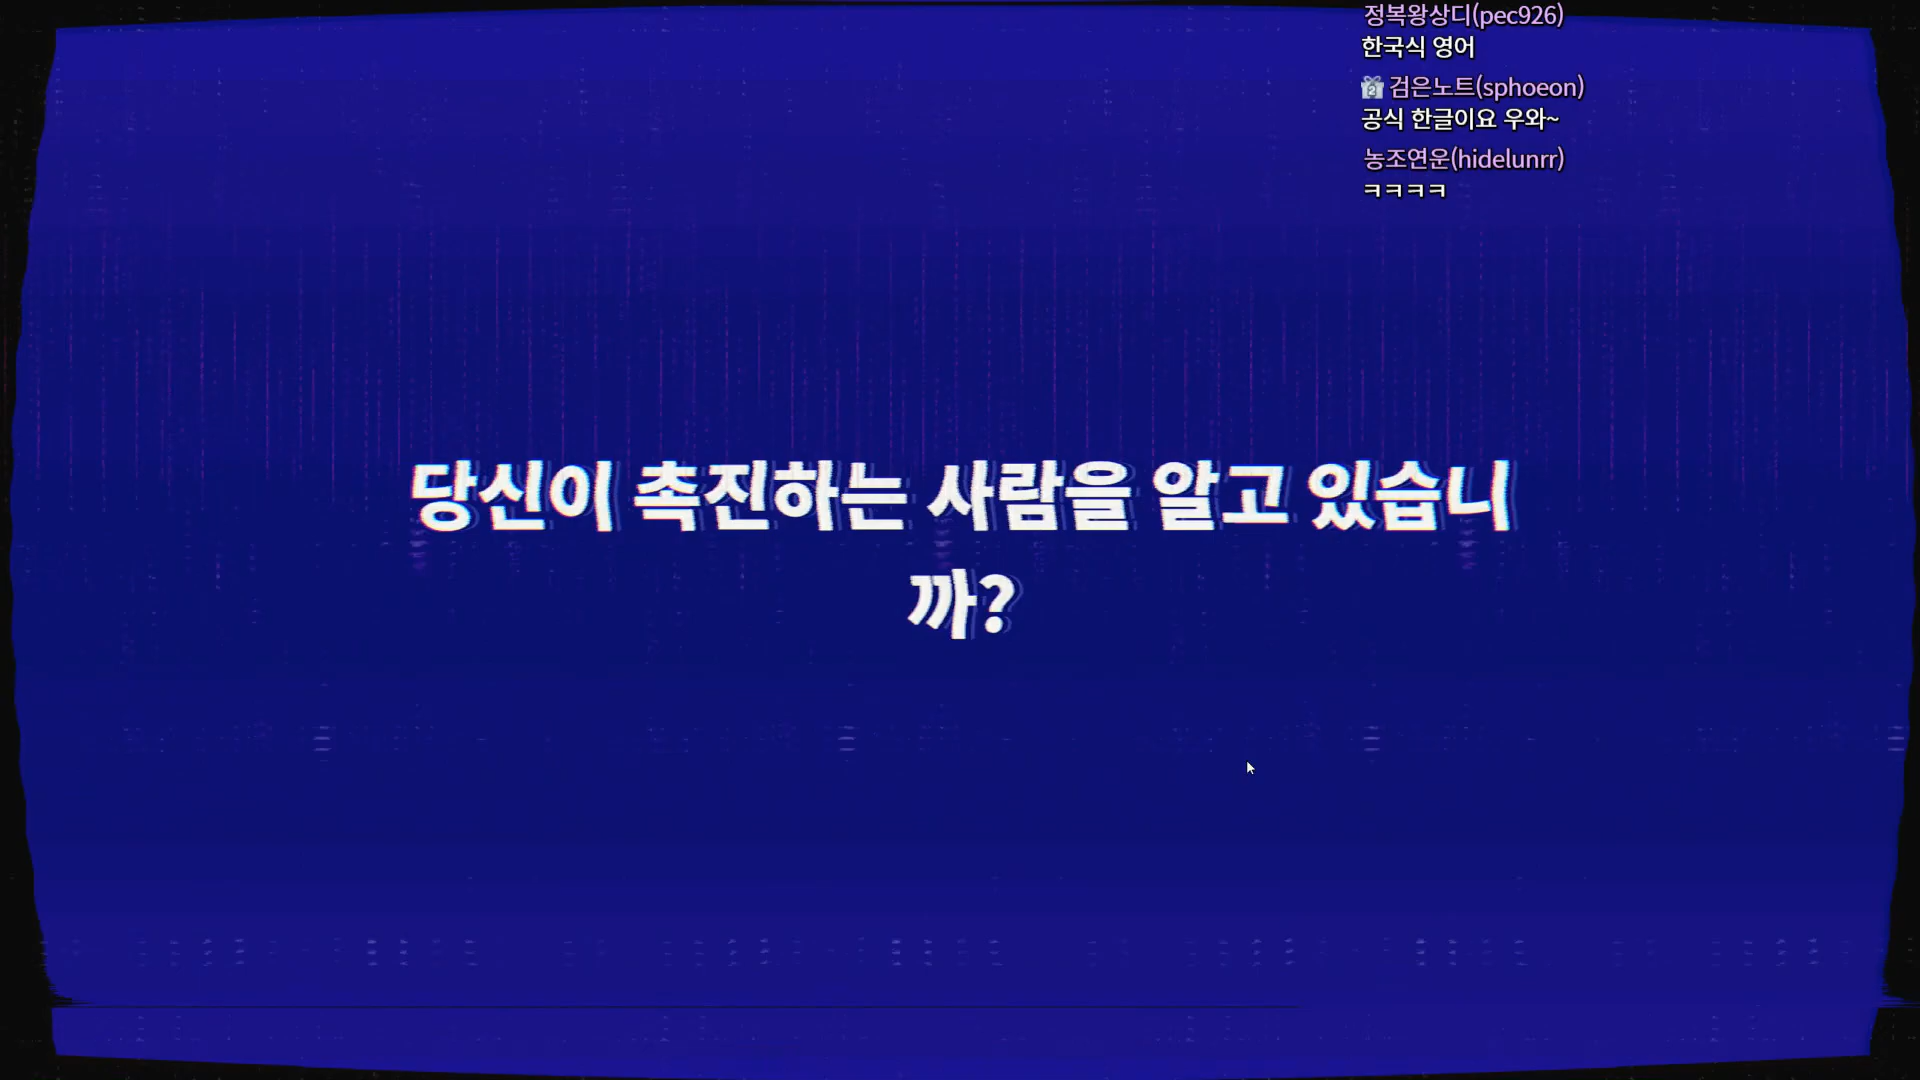 정복왕상디(pec926)
한국식 영어
2 검은노트(sphoeon)
공식 한글이요 우와~
농조연운(hidelunrr)
ㅋㅋㅋㅋ
당신이 촉진하는 사람을 알고 있습니
까?